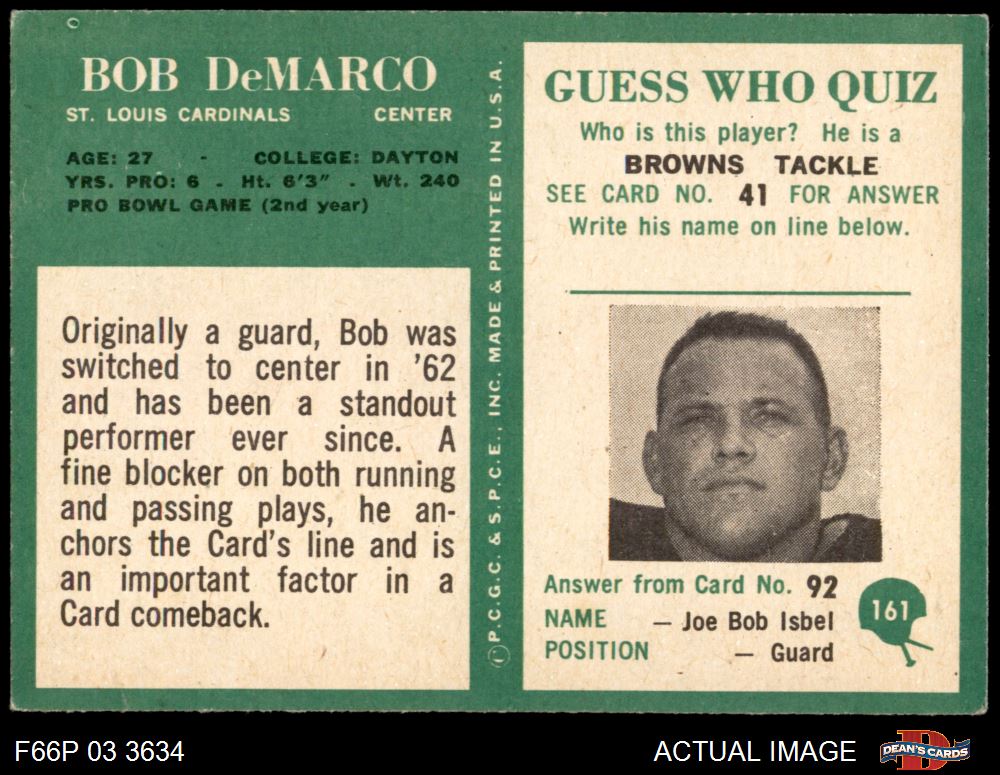 BOB DeMARCO
ST. LOUIS CARDINALS CENTER
AGE: 27 - COLLEGE: DAYTON
YRS. PRO: 6 - Ht. 6'3" - Wt. 240
PRO BOWL GAME (2nd year)
Originally a guard, Bob was
switched to center in '62
and has been a standout
performer ever since. A
fine blocker on both running
and passing plays, he an-
chors the Card's line and is
an important factor in a
Card comeback.
©P.C.G.C. & S.P.C.E., INC. MADE & PRINTED IN U.S.A.
GUESS WHO QUIZ
Who is this player? He is a
BROWNS TACKLE
SEE CARD NO. 41 FOR ANSWER
Write his name on line below.
Answer from Card No. 92
NAME — Joe Bob Isbel
POSITION — Guard
161
F66P 03 3634
ACTUAL IMAGE
D
DEAN'S CARDS